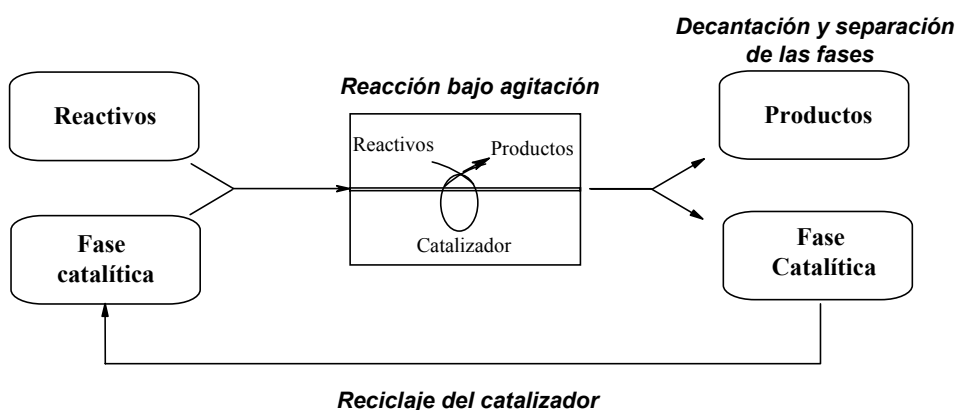 Decantación y separación
de las fases
Reacción bajo agitación
Reactivos
Productos
Reactivos
Productos
Catalizador
Fase
catalítica
Fase
Catalítica
Reciclaje del catalizador